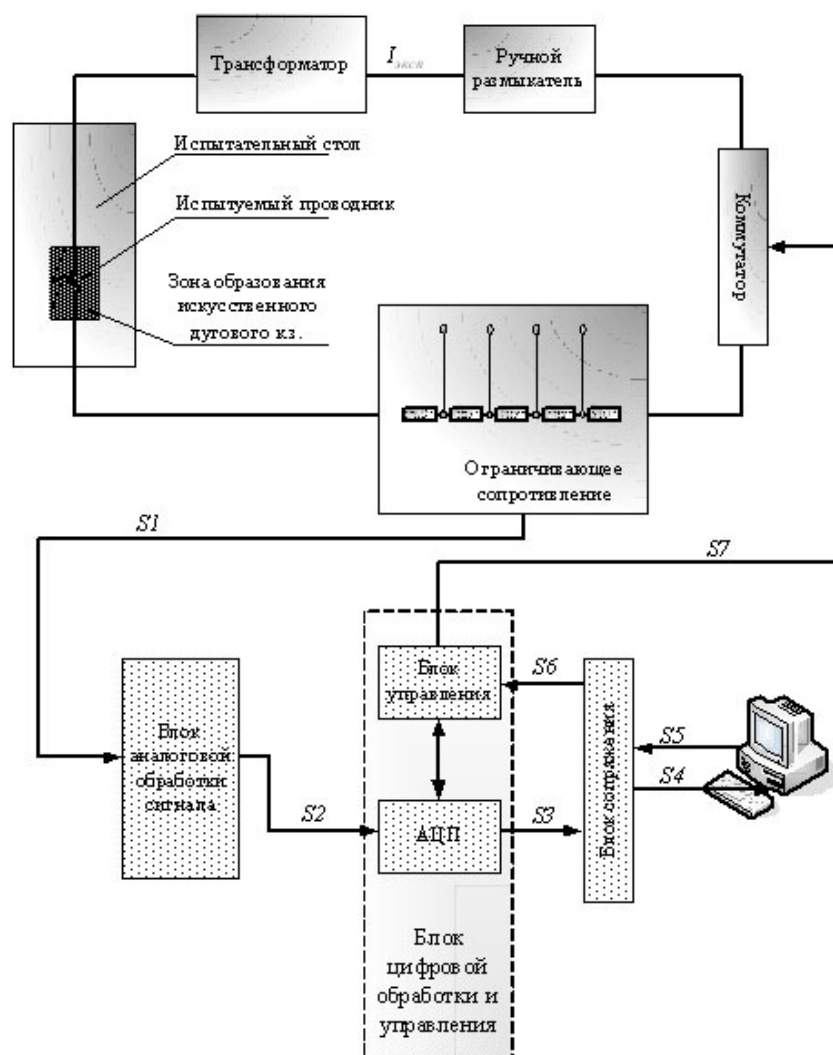 Трансформатор
I эксп
Ручной
размыкатель
Испытательный стол
Испытуемый проводник
Зона образования
искусственного
дугового к.з.
Коммутатор
Ограничивающее
сопротивление
S1
S7
Блок
управления
S6
Блок сопряжения
S5
S4
Блок
аналоговой
обработки
сигнала
S2
АЦП
S3
Блок
цифровой
обработки и
управления